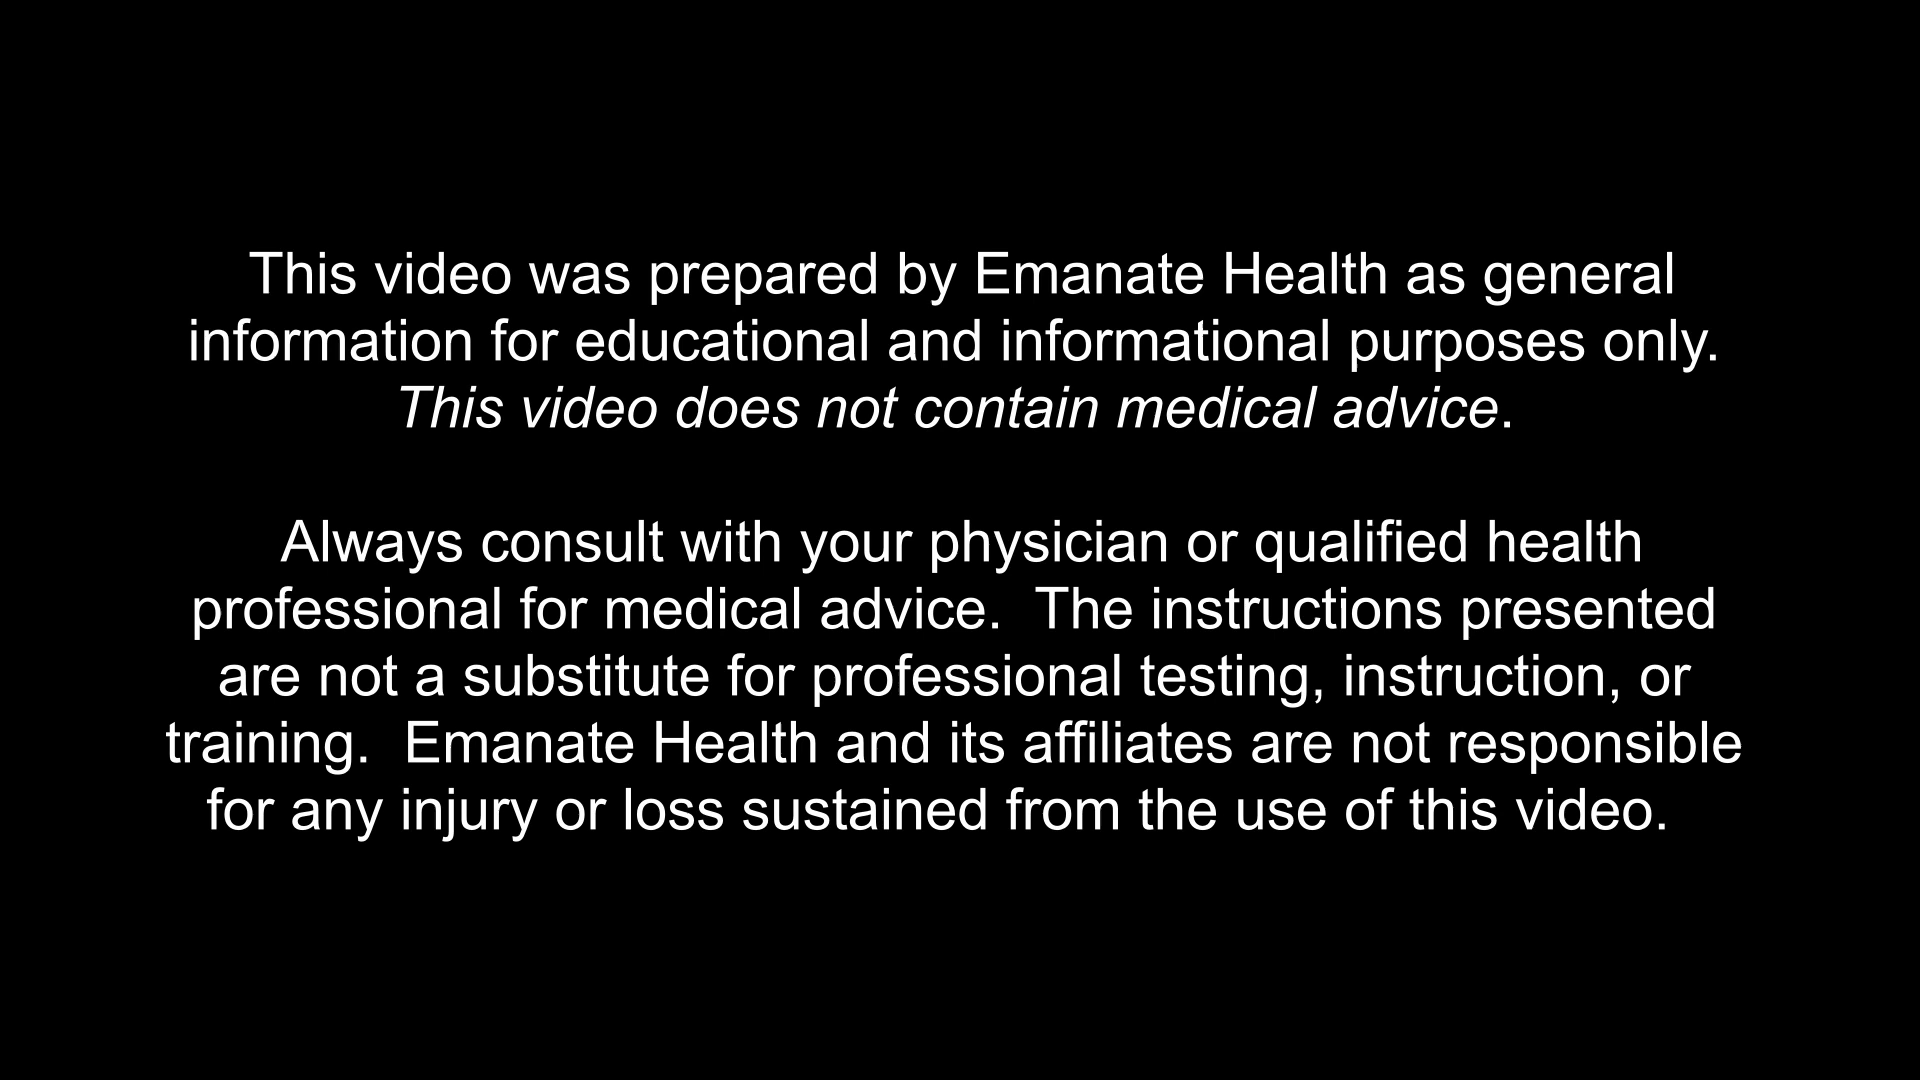 This video was prepared by Emanate Health as general
information for educational and informational purposes only.
This video does not contain medical advice.
Always consult with your physician or qualified health
professional for medical advice.  The instructions presented
are not a substitute for professional testing, instruction, or
training.  Emanate Health and its affiliates are not responsible
for any injury or loss sustained from the use of this video.